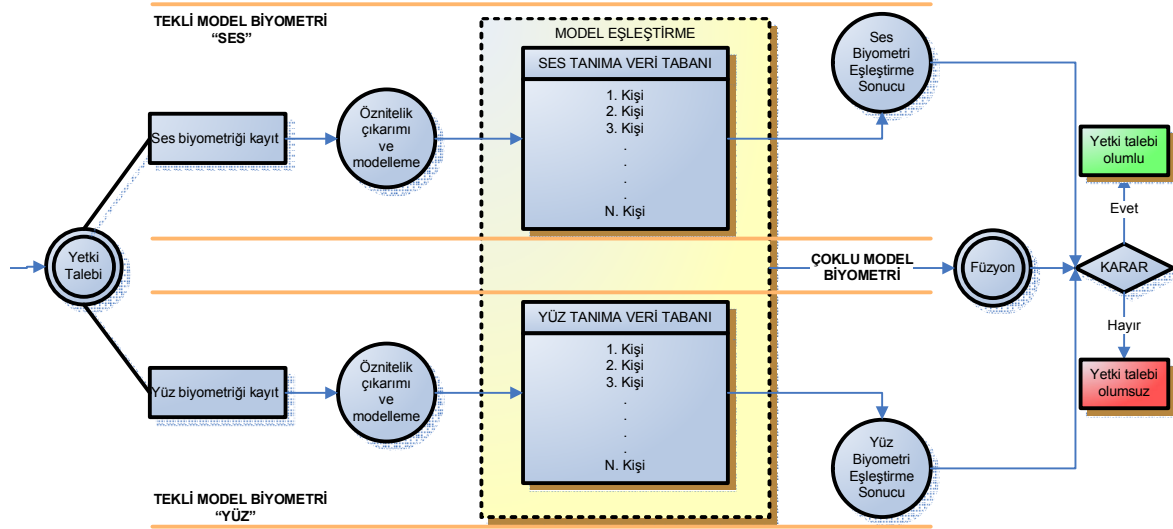 TEKLİ MODEL BİYOMETRİ
“SES”
MODEL EŞLEŞTİRME
SES TANIMA VERİ TABANI
1. Kişi
2. Kişi
3. Kişi
.
.
.
.
N. Kişi
Ses biyometriği kayıt
Öznitelik
çıkarımı
ve
modelleme
Ses
Biyometri
Eşleştirme
Sonucu
Yetki talebi
olumlu
Evet
Yetki
Talebi
ÇOKLU MODEL
BİYOMETRİ
Füzyon
KARAR
Hayır
Yetki talebi
olumsuz
YÜZ TANIMA VERİ TABANI
1. Kişi
2. Kişi
3. Kişi
.
.
.
.
N. Kişi
Yüz biyometriği kayıt
Öznitelik
çıkarımı
ve
modelleme
Yüz
Biyometri
Eşleştirme
Sonucu
TEKLİ MODEL BİYOMETRİ
“YÜZ”